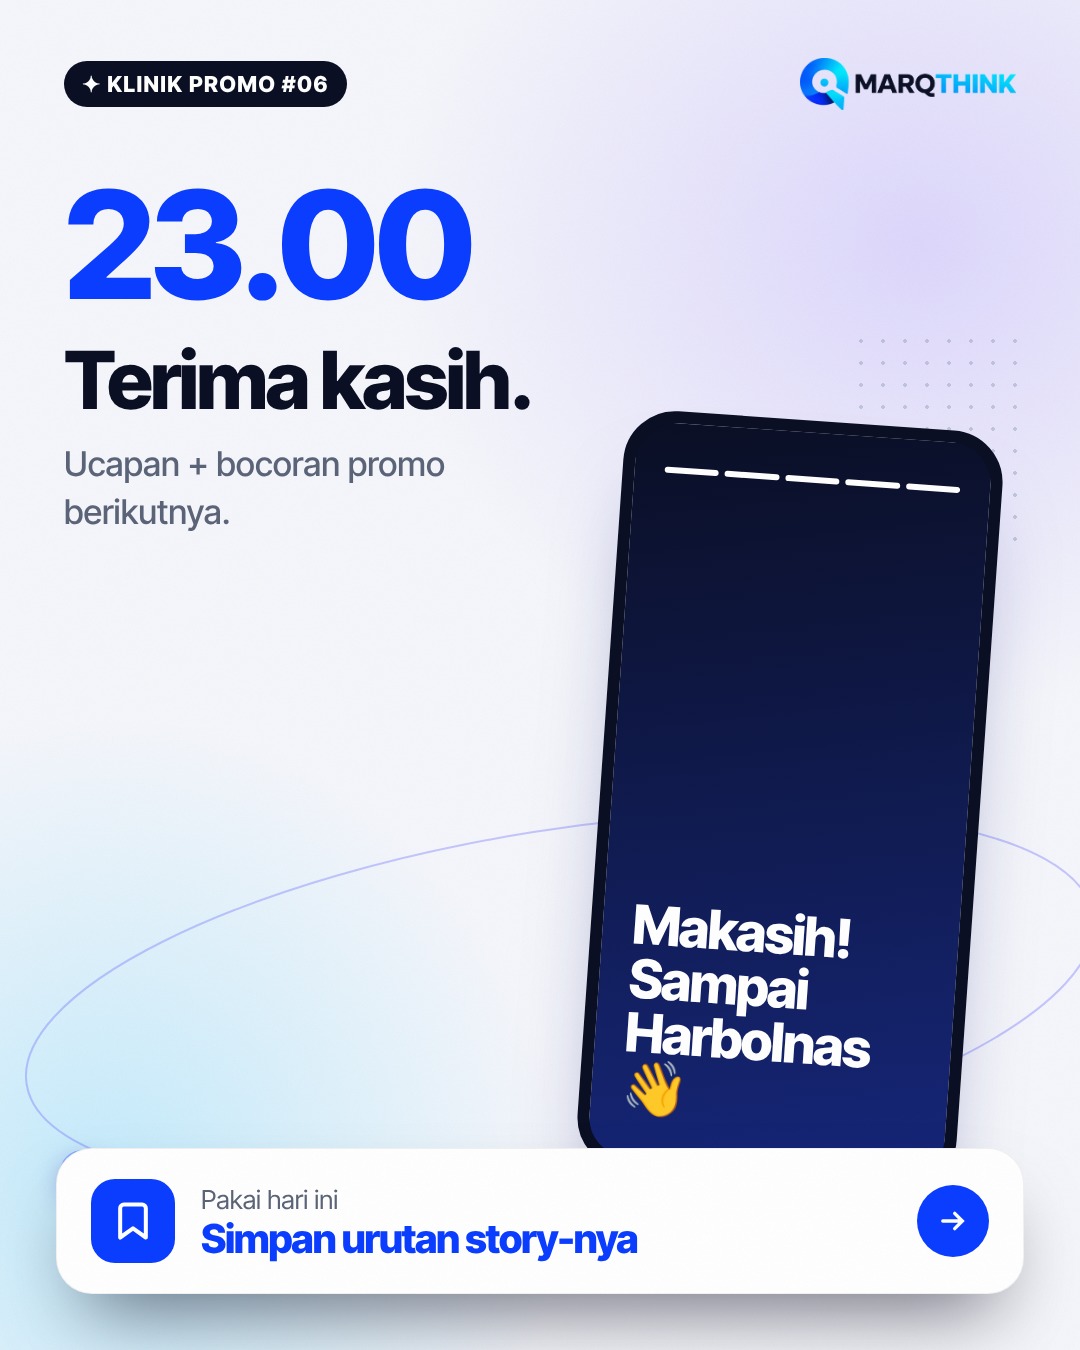 ✦ KLINIK PROMO #06
MARQTHINK
23.00
Terima kasih.
Ucapan + bocoran promo
berikutnya.
Makasih!
Sampai
Harbolnas
👋
Pakai hari ini
Simpan urutan story-nya